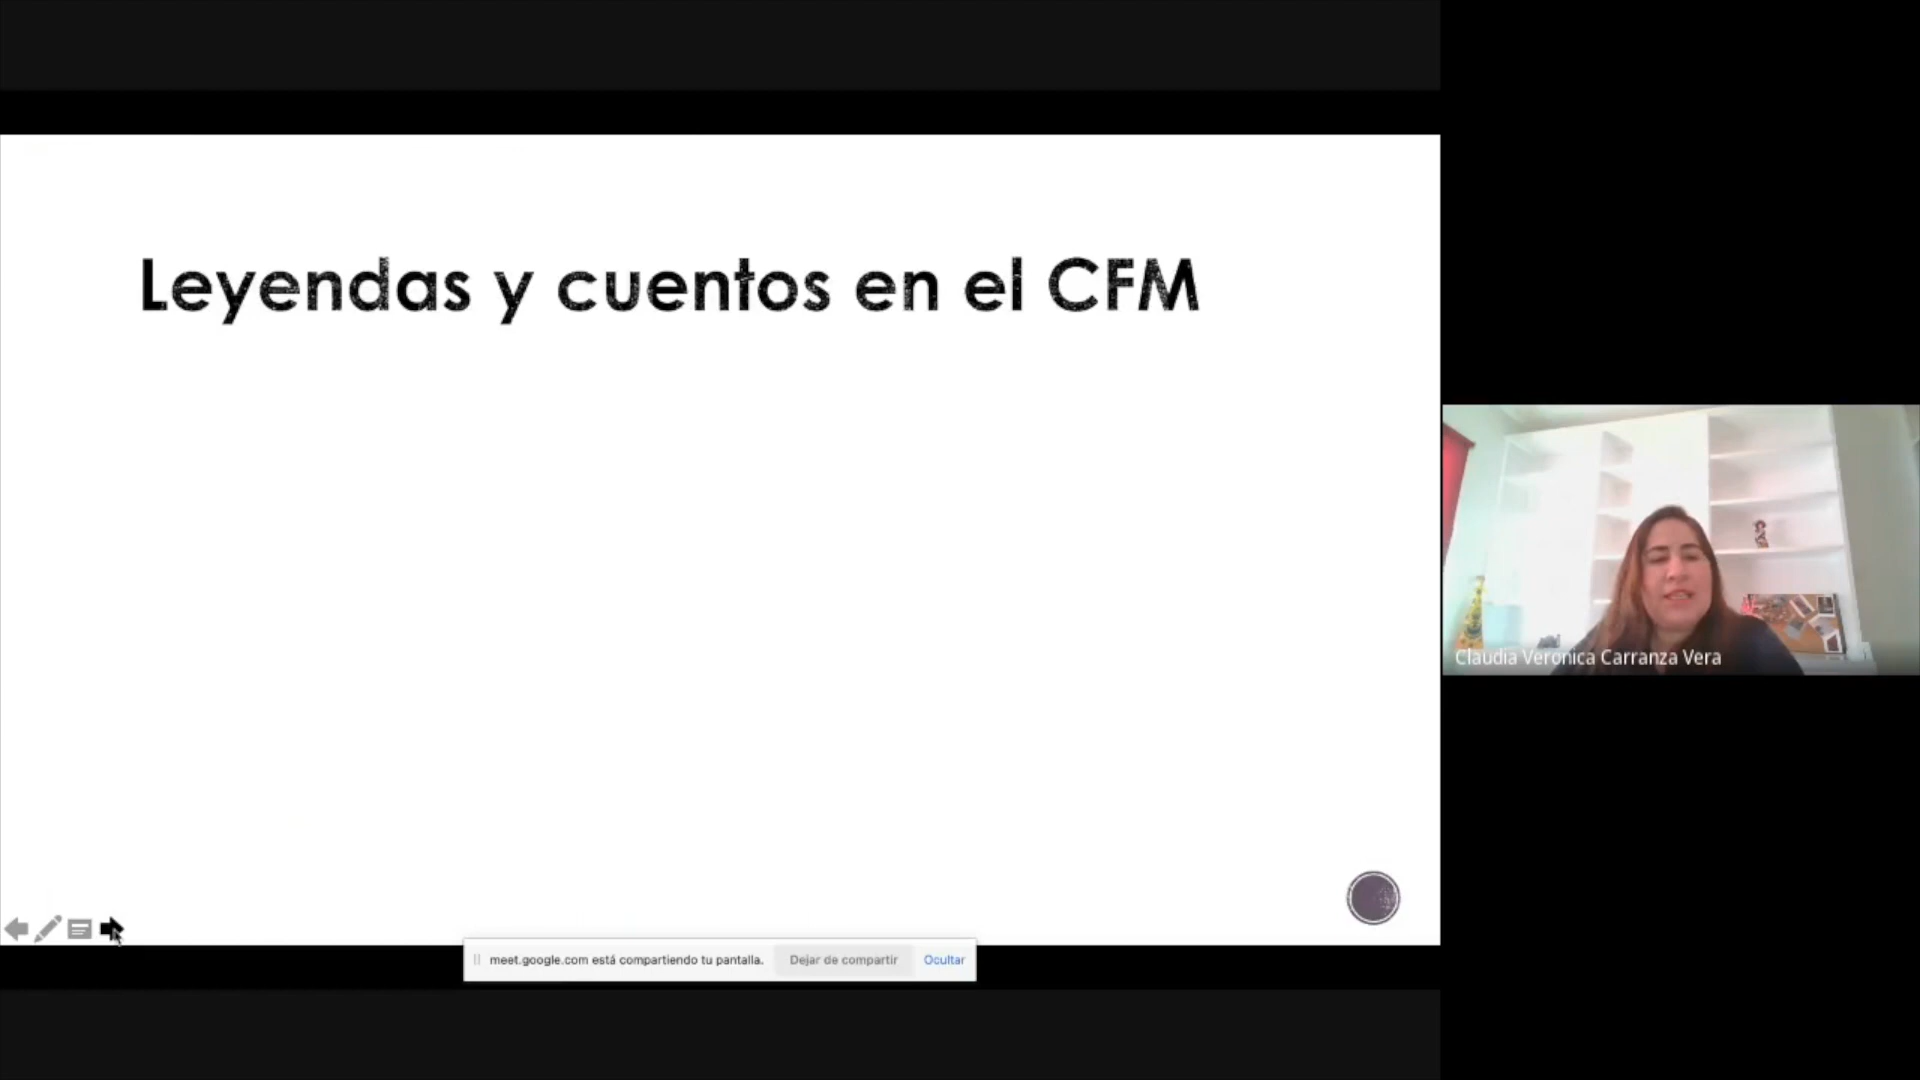 Leyendas y cuentos en el CFM
Claudia Veronica Carranza Vera
meet.google.com está compartiendo tu pantalla. Dejar de compartir Ocultar